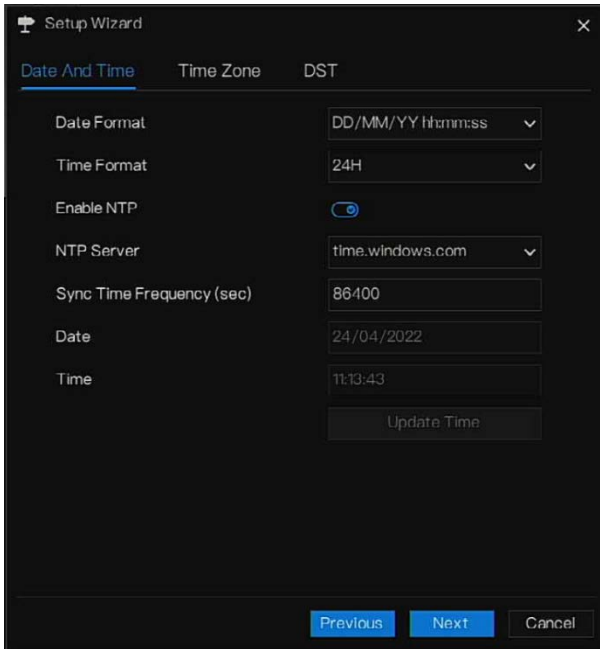 Setup Wizard
Date And Time Time Zone DST
Date Format DD/MM/YY hh:mm:ss
Time Format 24H
Enable NTP
NTP Server time.windows.com
Sync Time Frequency (sec) 86400
Date 24/04/2022
Time 11:13:43
Update Time
Previous Next Cancel